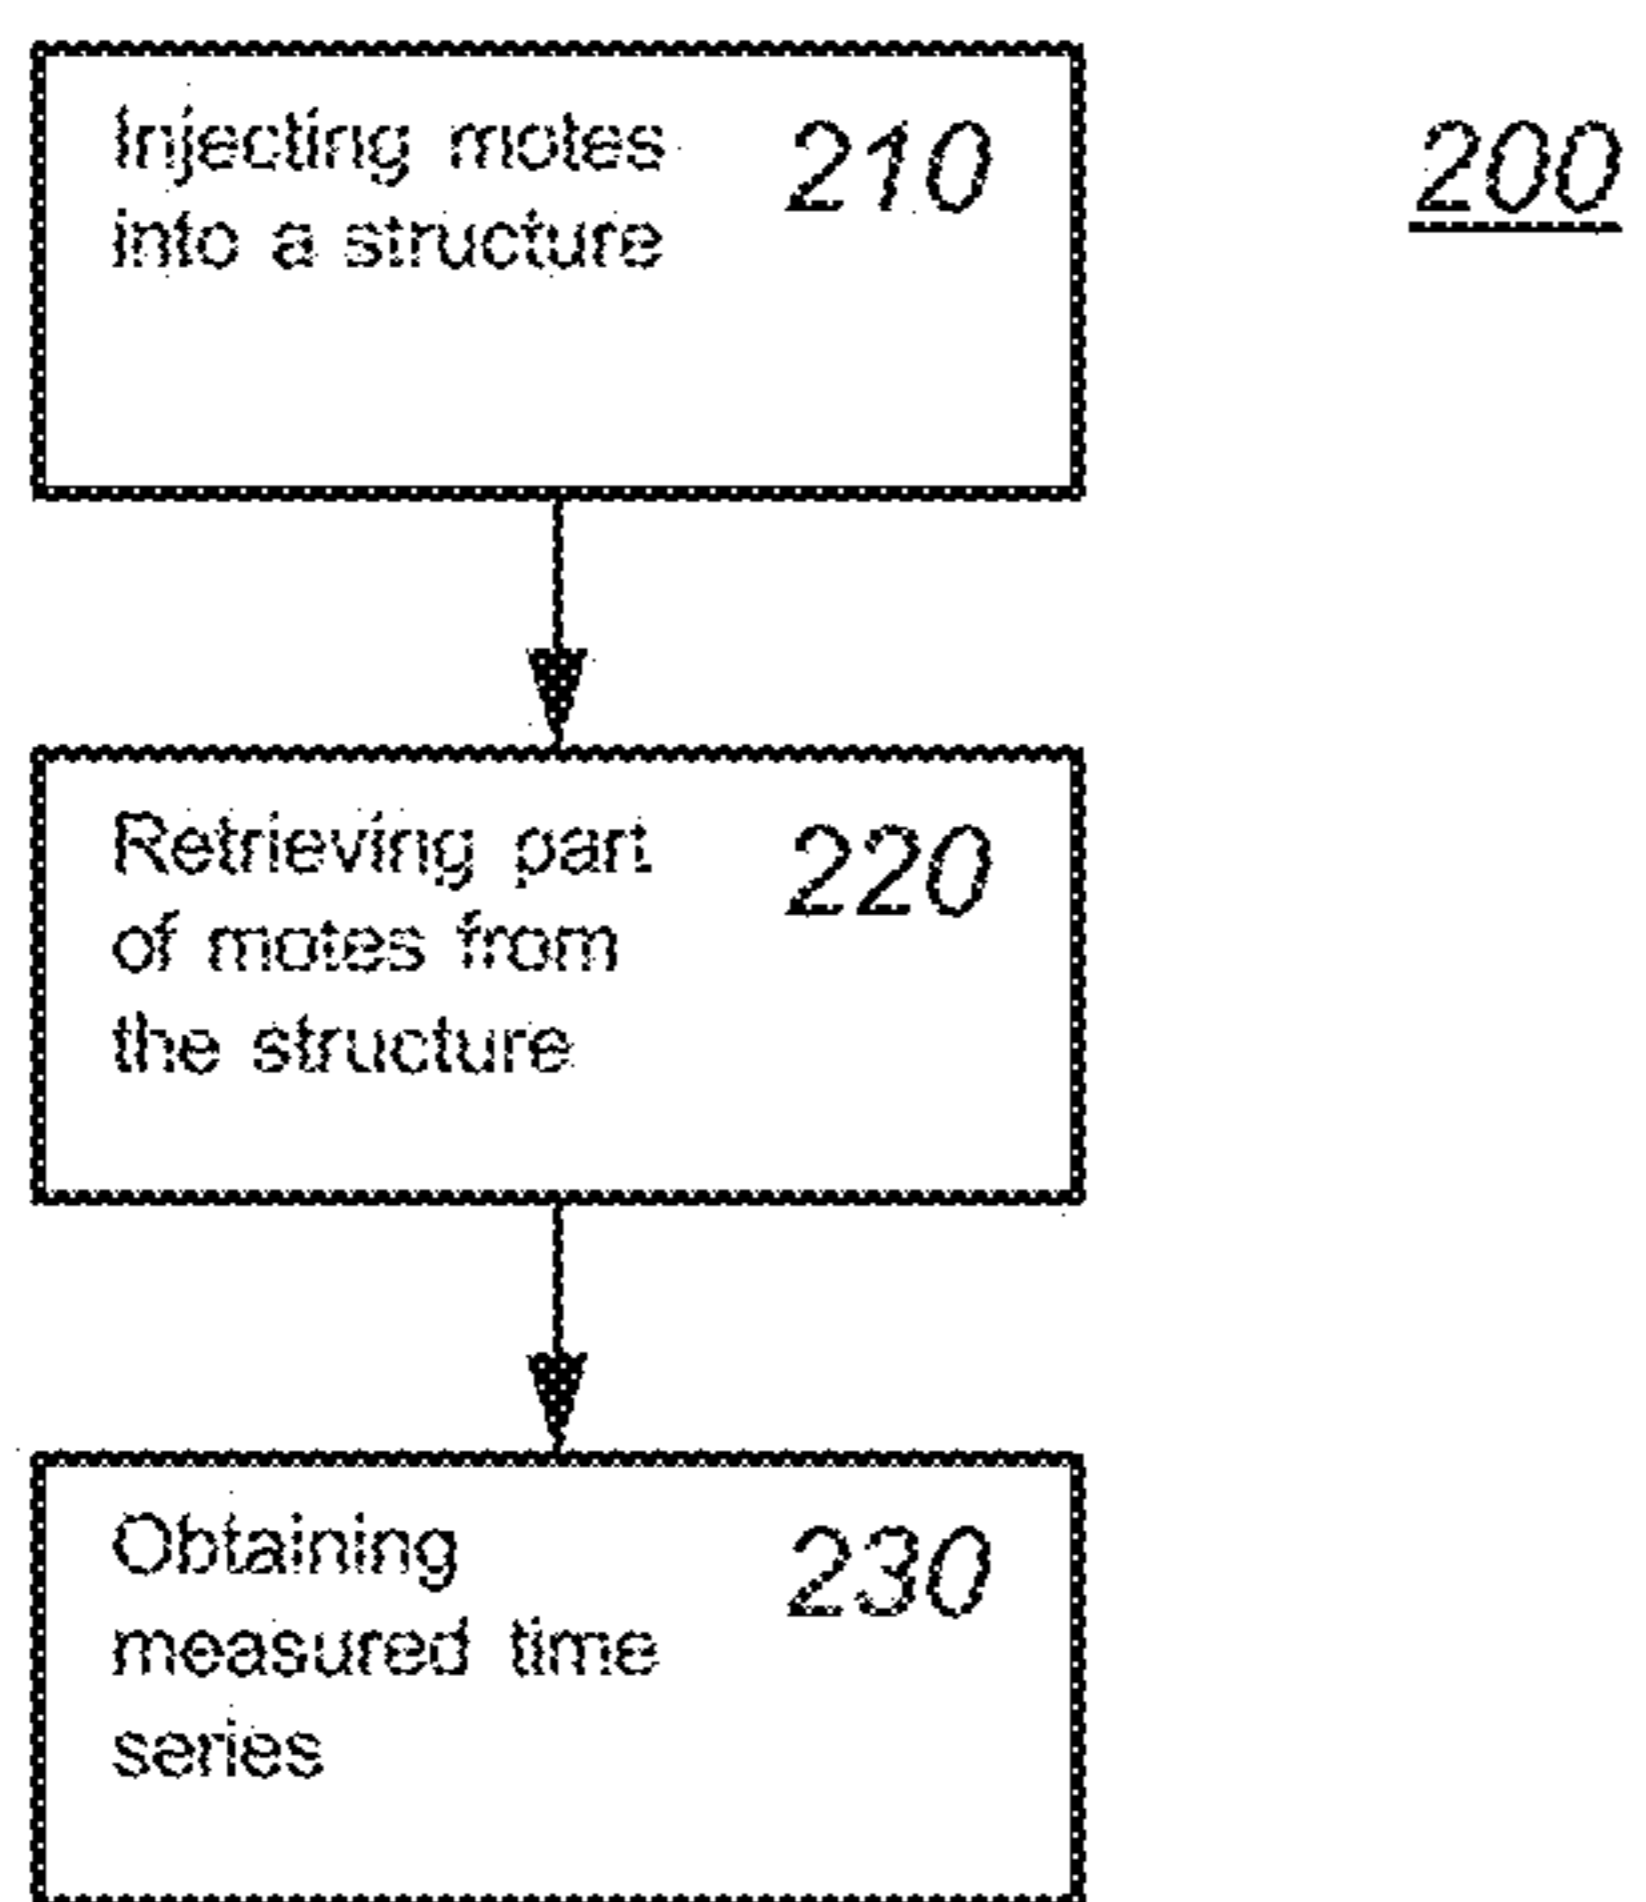 Injecting motes 210
into a structure
200
Retrieving part 220
of motes from
the structure
Obtaining 230
measured time
series